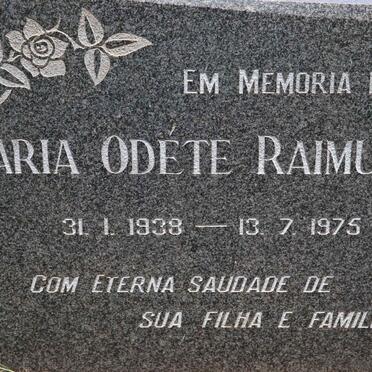 EM MEMORIA
ARIA ODÉTE RAIMU
31. 1. 1938 — 13. 7. 1975
COM ETERNA SAUDADE DE
SUA FILHA E FAMIL